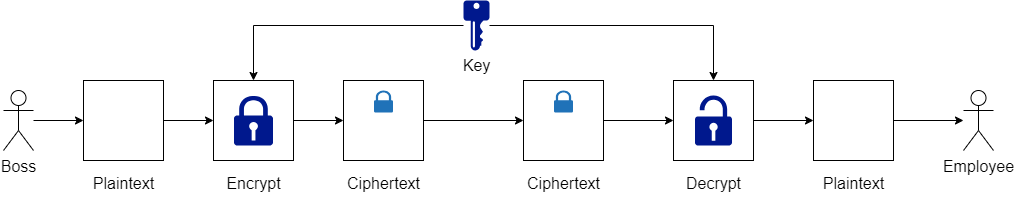 Key
Boss
Plaintext
Encrypt
Ciphertext
Ciphertext
Decrypt
Plaintext
Employee